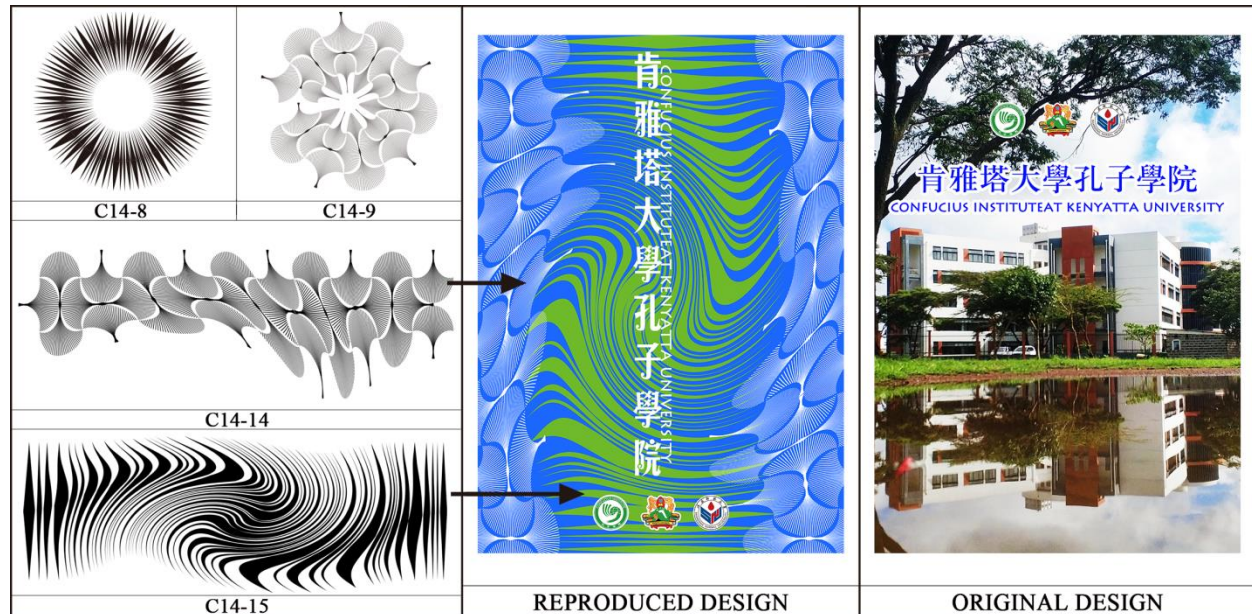 C14-8
C14-9
C14-14
C14-15
肯雅塔大學孔子學院
CONFUCIUS INSTITUTEAT KENYATTA UNIVERSITY
REPRODUCED DESIGN
肯雅塔大學孔子學院
CONFUCIUS INSTITUTEAT KENYATTA UNIVERSITY
ORIGINAL DESIGN